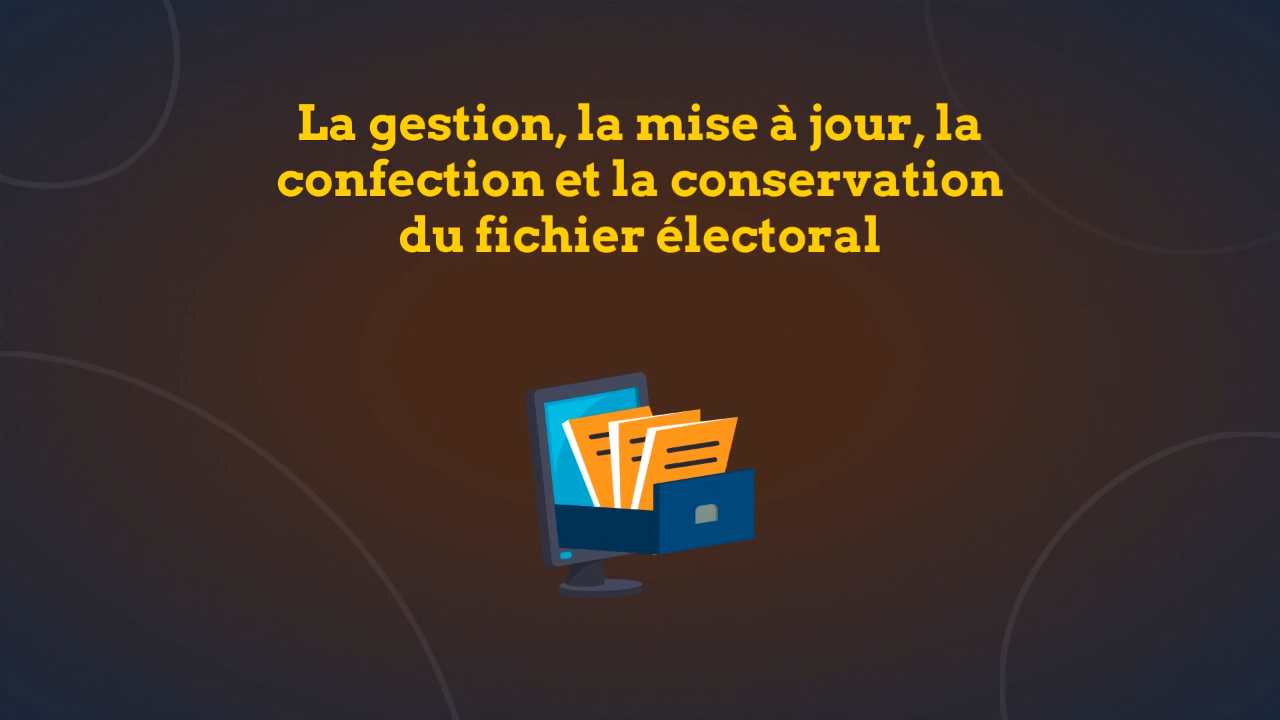 La gestion, la mise à jour, la
confection et la conservation
du fichier électoral